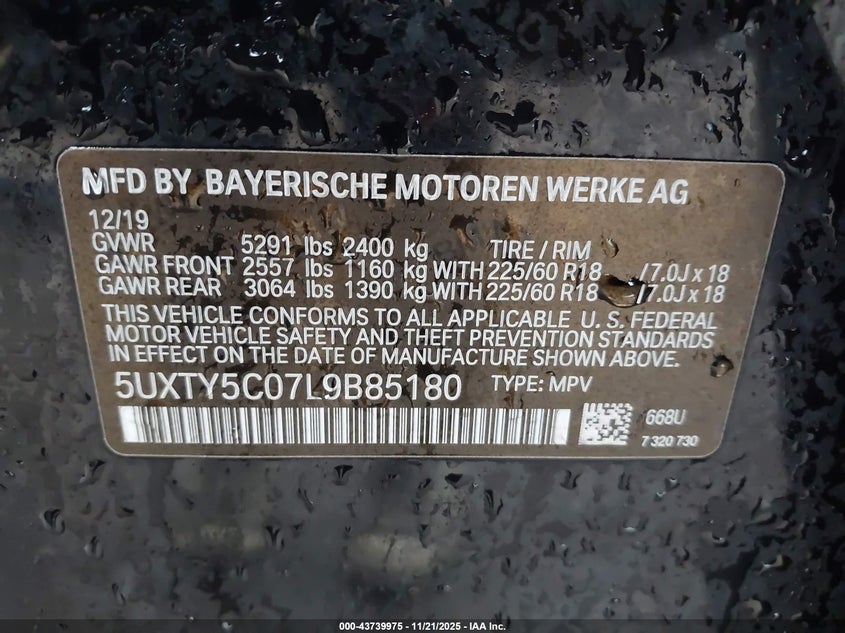 MFD BY BAYERISCHE MOTOREN WERKE AG
12/19
GVWR 5291 lbs 2400 kg TIRE / RIM
GAWR FRONT 2557 lbs 1160 kg WITH 225/60 R18 /7.0J x 18
GAWR REAR 3064 lbs 1390 kg WITH 225/60 R18 /7.0J x 18
THIS VEHICLE CONFORMS TO ALL APPLICABLE U. S. FEDERAL
MOTOR VEHICLE SAFETY AND THEFT PREVENTION STANDARDS
IN EFFECT ON THE DATE OF MANUFACTURE SHOWN ABOVE.
5UXTY5C07L9B85180 TYPE: MPV
668U
7 320 730
000-43739975 - 11/21/2025 - IAA Inc.